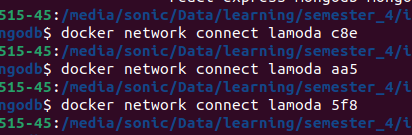 react-express-mongodb-mongo
515-45:/media/sonic/Data/learning/semester_4/i
ngodb$ docker network connect lamoda c8e
515-45:/media/sonic/Data/learning/semester_4/i
ngodb$ docker network connect lamoda aa5
515-45:/media/sonic/Data/learning/semester_4/i
ngodb$ docker network connect lamoda 5f8
515-45:/media/sonic/Data/learning/semester_4/i